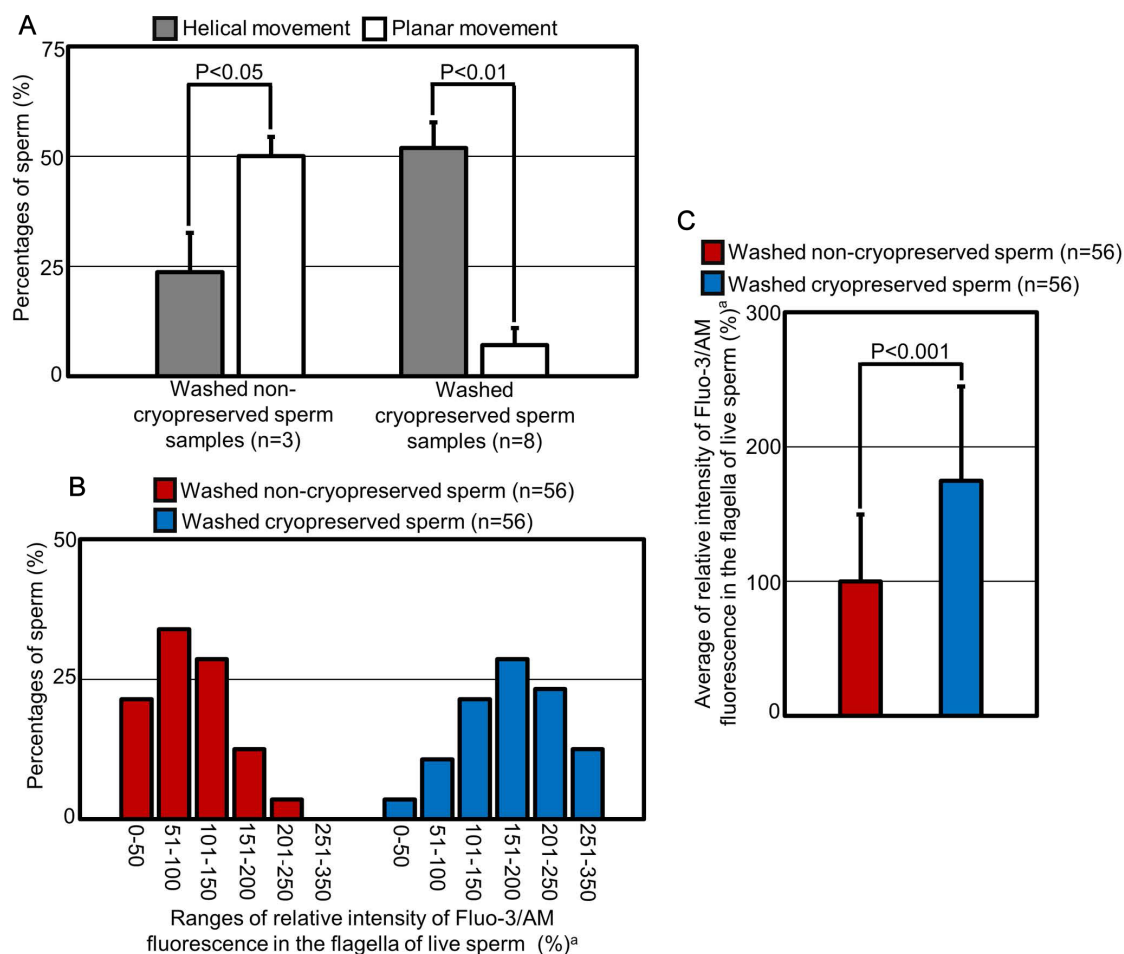 A
Helical movement
Planar movement
Percentages of sperm (%)
75
50
25
0
P<0.05
P<0.01
Washed non-
cryopreserved sperm
samples (n=3)
Washed
cryopreserved sperm
samples (n=8)
B
Washed non-cryopreserved sperm (n=56)
Washed cryopreserved sperm (n=56)
Percentages of sperm (%)
50
25
0
0-50
51-100
101-150
151-200
201-250
251-350
0-50
51-100
101-150
151-200
201-250
251-350
Ranges of relative intensity of Fluo-3/AM
fluorescence in the flagella of live sperm (%)ª
C
Washed non-cryopreserved sperm (n=56)
Washed cryopreserved sperm (n=56)
Average of relative intensity of Fluo-3/AM
fluorescence in the flagella of live sperm (%)ª
300
200
100
0
P<0.001